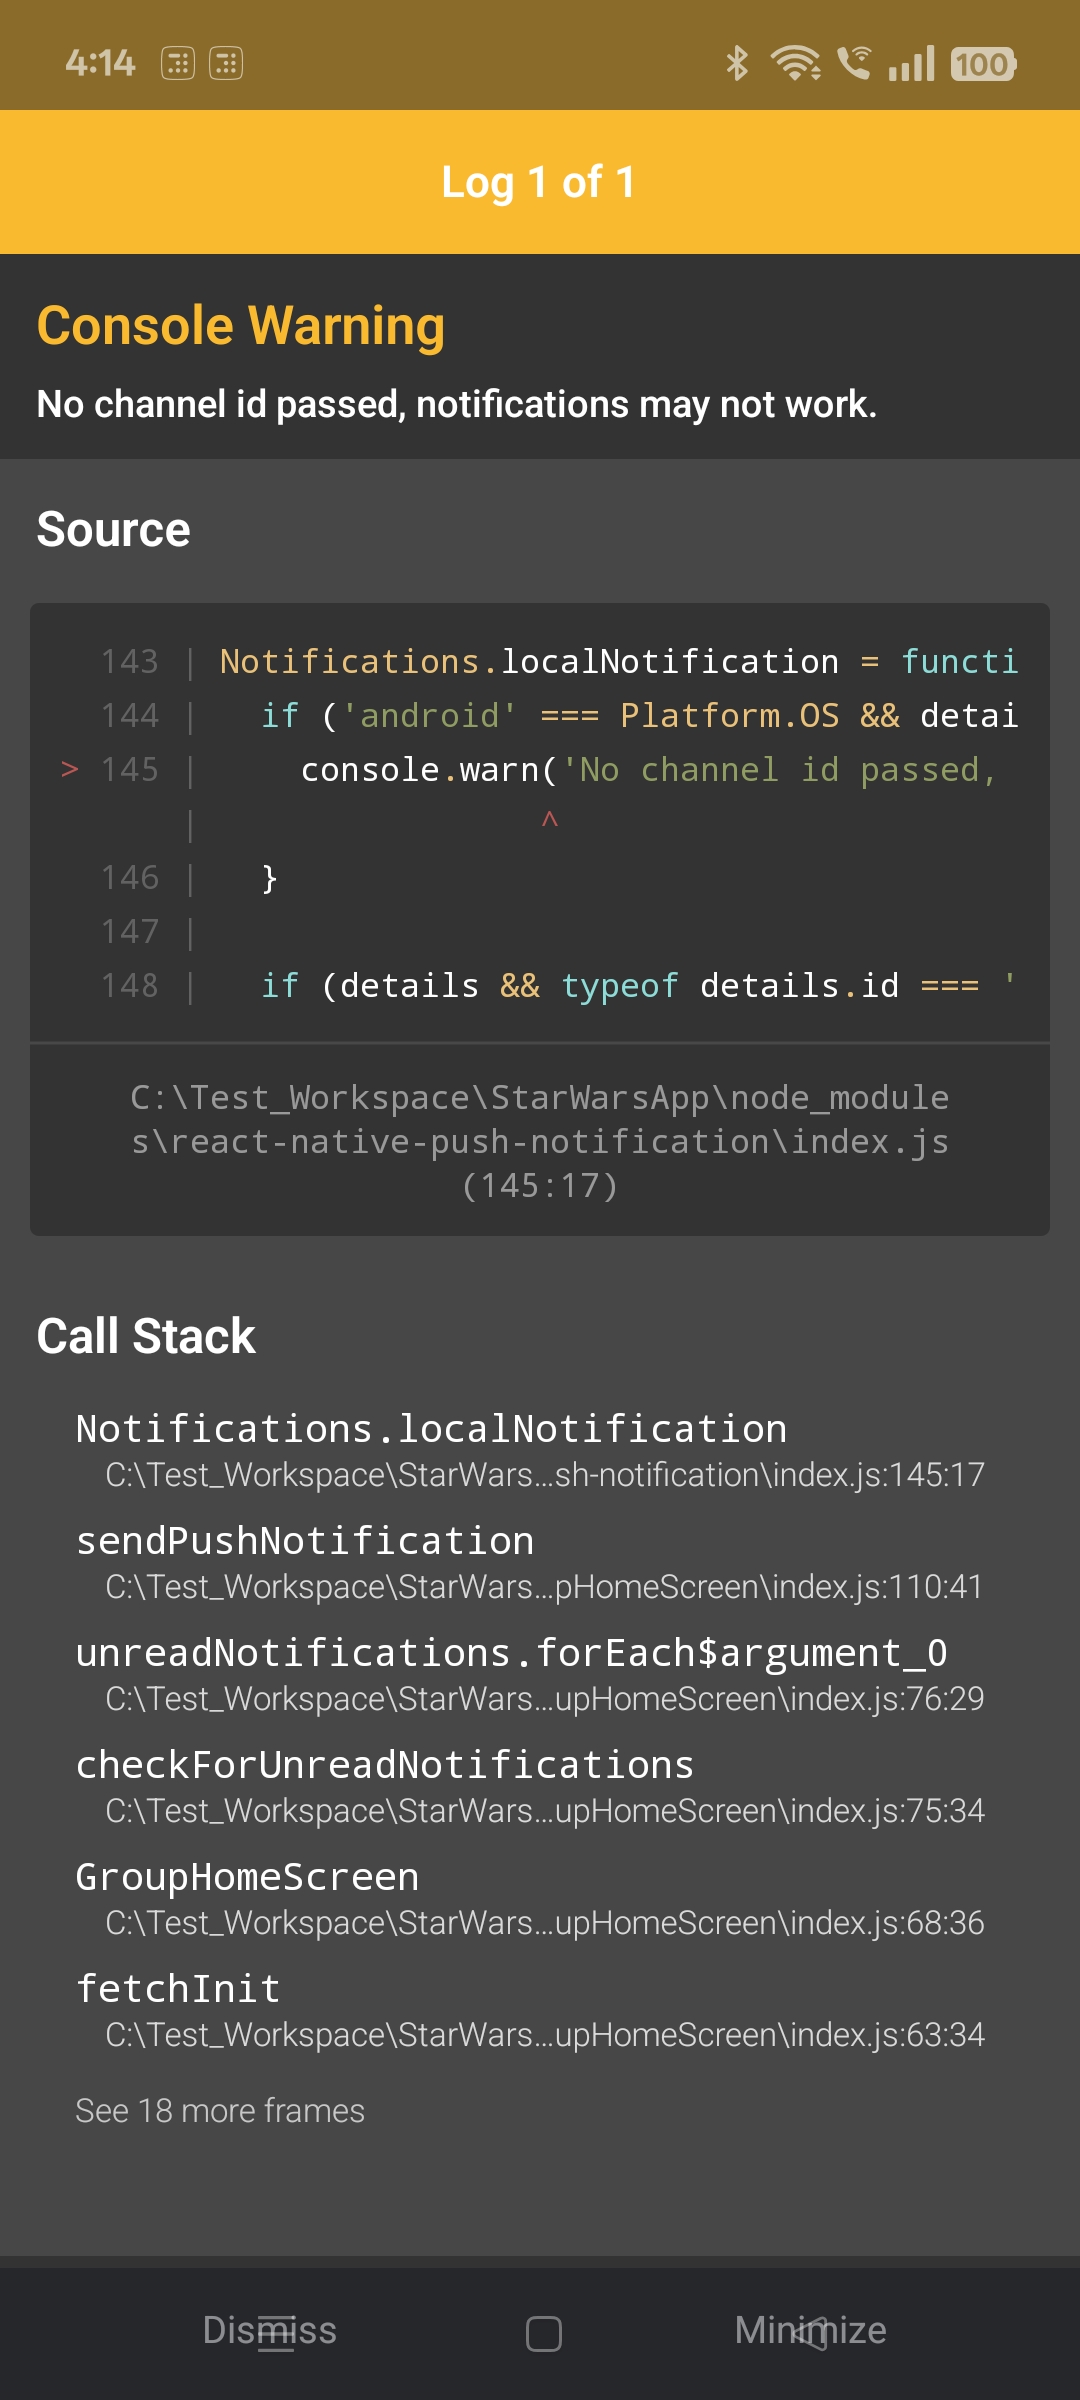 4:14
100
Log 1 of 1
Console Warning
No channel id passed, notifications may not work.
Source
143 | Notifications.localNotification = functi
144 |   if ('android' === Platform.OS && detai
> 145 |     console.warn('No channel id passed,
|                 ^
146 |   }
147 |
148 |   if (details && typeof details.id === '
C:\Test_Workspace\StarWarsApp\node_module
s\react-native-push-notification\index.js
(145:17)
Call Stack
Notifications.localNotification
C:\Test_Workspace\StarWars...sh-notification\index.js:145:17
sendPushNotification
C:\Test_Workspace\StarWars...pHomeScreen\index.js:110:41
unreadNotifications.forEach$argument_0
C:\Test_Workspace\StarWars...upHomeScreen\index.js:76:29
checkForUnreadNotifications
C:\Test_Workspace\StarWars...upHomeScreen\index.js:75:34
GroupHomeScreen
C:\Test_Workspace\StarWars...upHomeScreen\index.js:68:36
fetchInit
C:\Test_Workspace\StarWars...upHomeScreen\index.js:63:34
See 18 more frames
Dismiss
Minimize